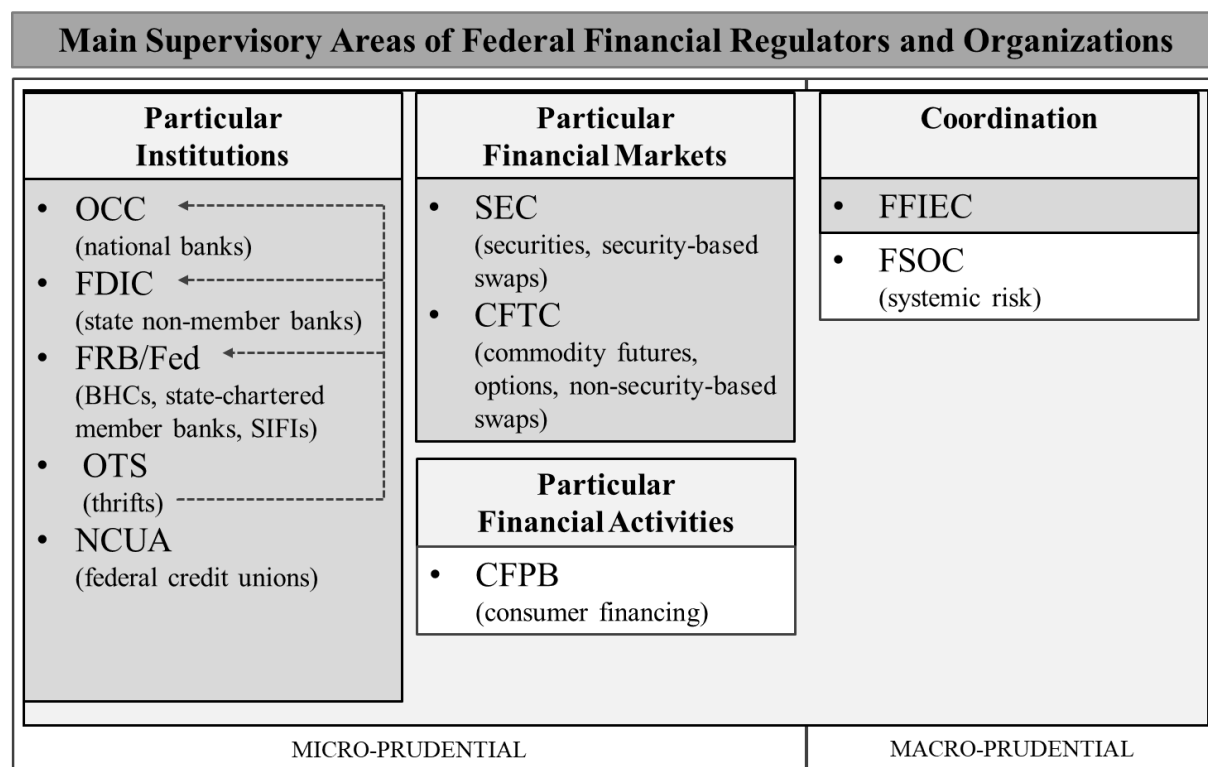 Main Supervisory Areas of Federal Financial Regulators and Organizations
Particular
Institutions
• OCC
(national banks)
• FDIC
(state non-member banks)
• FRB/Fed
(BHCs, state-chartered
member banks, SIFIs)
• OTS
(thrifts)
• NCUA
(federal credit unions)
Particular
Financial Markets
• SEC
(securities, security-based
swaps)
• CFTC
(commodity futures,
options, non-security-based
swaps)
Particular
Financial Activities
• CFPB
(consumer financing)
Coordination
• FFIEC
• FSOC
(systemic risk)
MICRO-PRUDENTIAL
MACRO-PRUDENTIAL